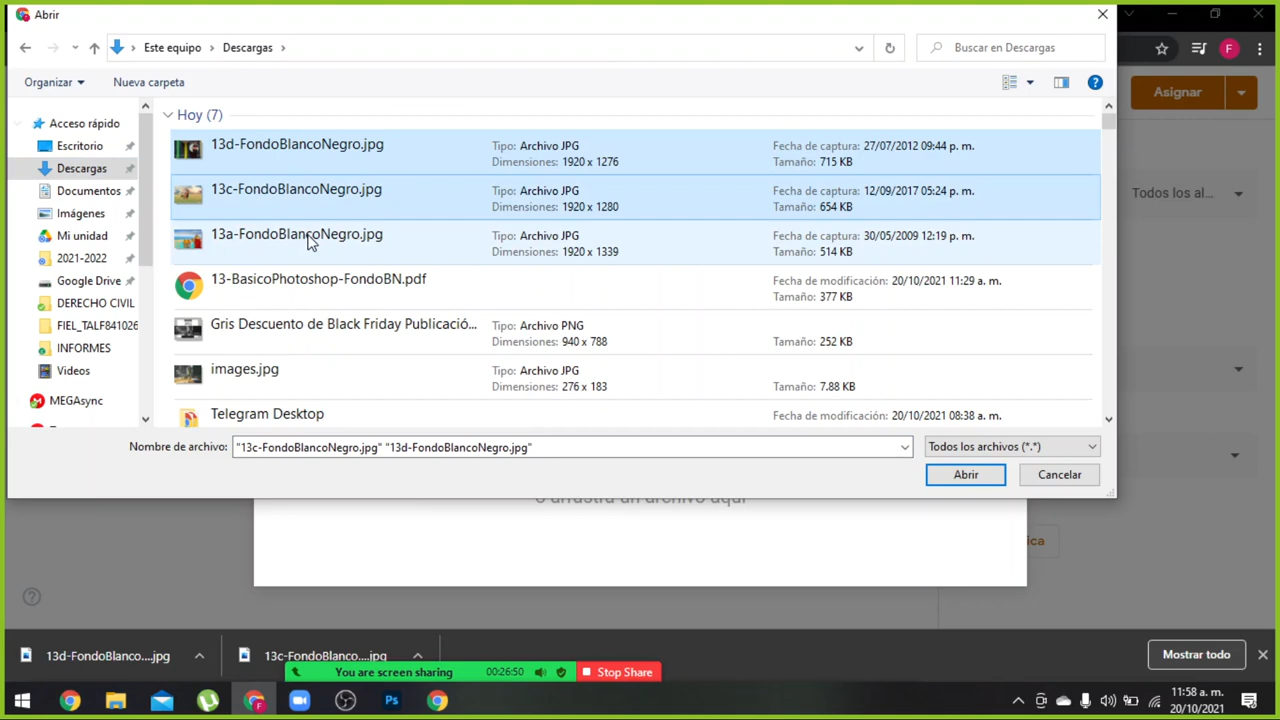 Abrir
Este equipo
Descargas
Buscar en Descargas
Organizar
Nueva carpeta
Hoy (7)
Acceso rápido
Escritorio
Descargas
Documentos
Imágenes
Mi unidad
2021-2022
Google Drive
DERECHO CIVIL
FIEL_TALF841026
INFORMES
Videos
MEGAsync
13d-FondoBlancoNegro.jpg
Tipo: Archivo JPG
Dimensiones: 1920 x 1276
Fecha de captura: 27/07/2012 09:44 p. m.
Tamaño: 715 KB
13c-FondoBlancoNegro.jpg
Tipo: Archivo JPG
Dimensiones: 1920 x 1280
Fecha de captura: 12/09/2017 05:24 p. m.
Tamaño: 654 KB
13a-FondoBlancoNegro.jpg
Tipo: Archivo JPG
Dimensiones: 1920 x 1339
Fecha de captura: 30/05/2009 12:19 p. m.
Tamaño: 514 KB
13-BasicoPhotoshop-FondoBN.pdf
Fecha de modificación: 20/10/2021 11:29 a. m.
Tamaño: 377 KB
Gris Descuento de Black Friday Publicació...
Tipo: Archivo PNG
Dimensiones: 940 x 788
Tamaño: 252 KB
images.jpg
Tipo: Archivo JPG
Dimensiones: 276 x 183
Tamaño: 7.88 KB
Telegram Desktop
Fecha de modificación: 20/10/2021 08:38 a. m.
Nombre de archivo:
"13c-FondoBlancoNegro.jpg" "13d-FondoBlancoNegro.jpg"
Todos los archivos (*.*)
Abrir
Cancelar
F
Asignar
Todos los al...
o arrastra un archivo aquí
ica
13d-FondoBlanco....jpg
13c-FondoBlanco....jpg
Mostrar todo
You are screen sharing
00:26:50
Stop Share
F
Ps
11:58 a. m.
20/10/2021